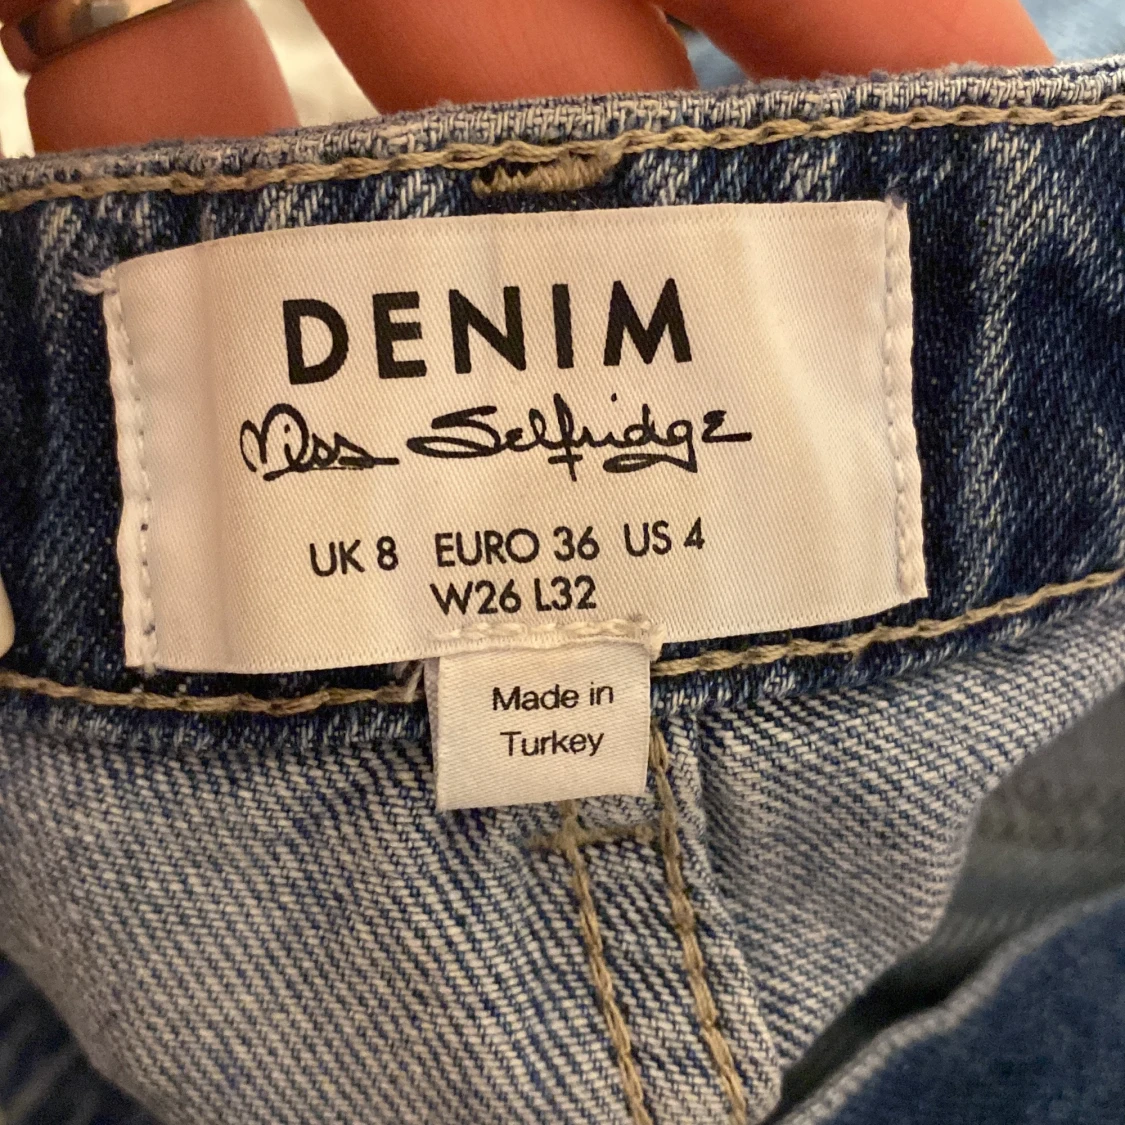 DENIM
Miss Selfridge
UK 8 EURO 36 US 4
W26 L32
Made in
Turkey